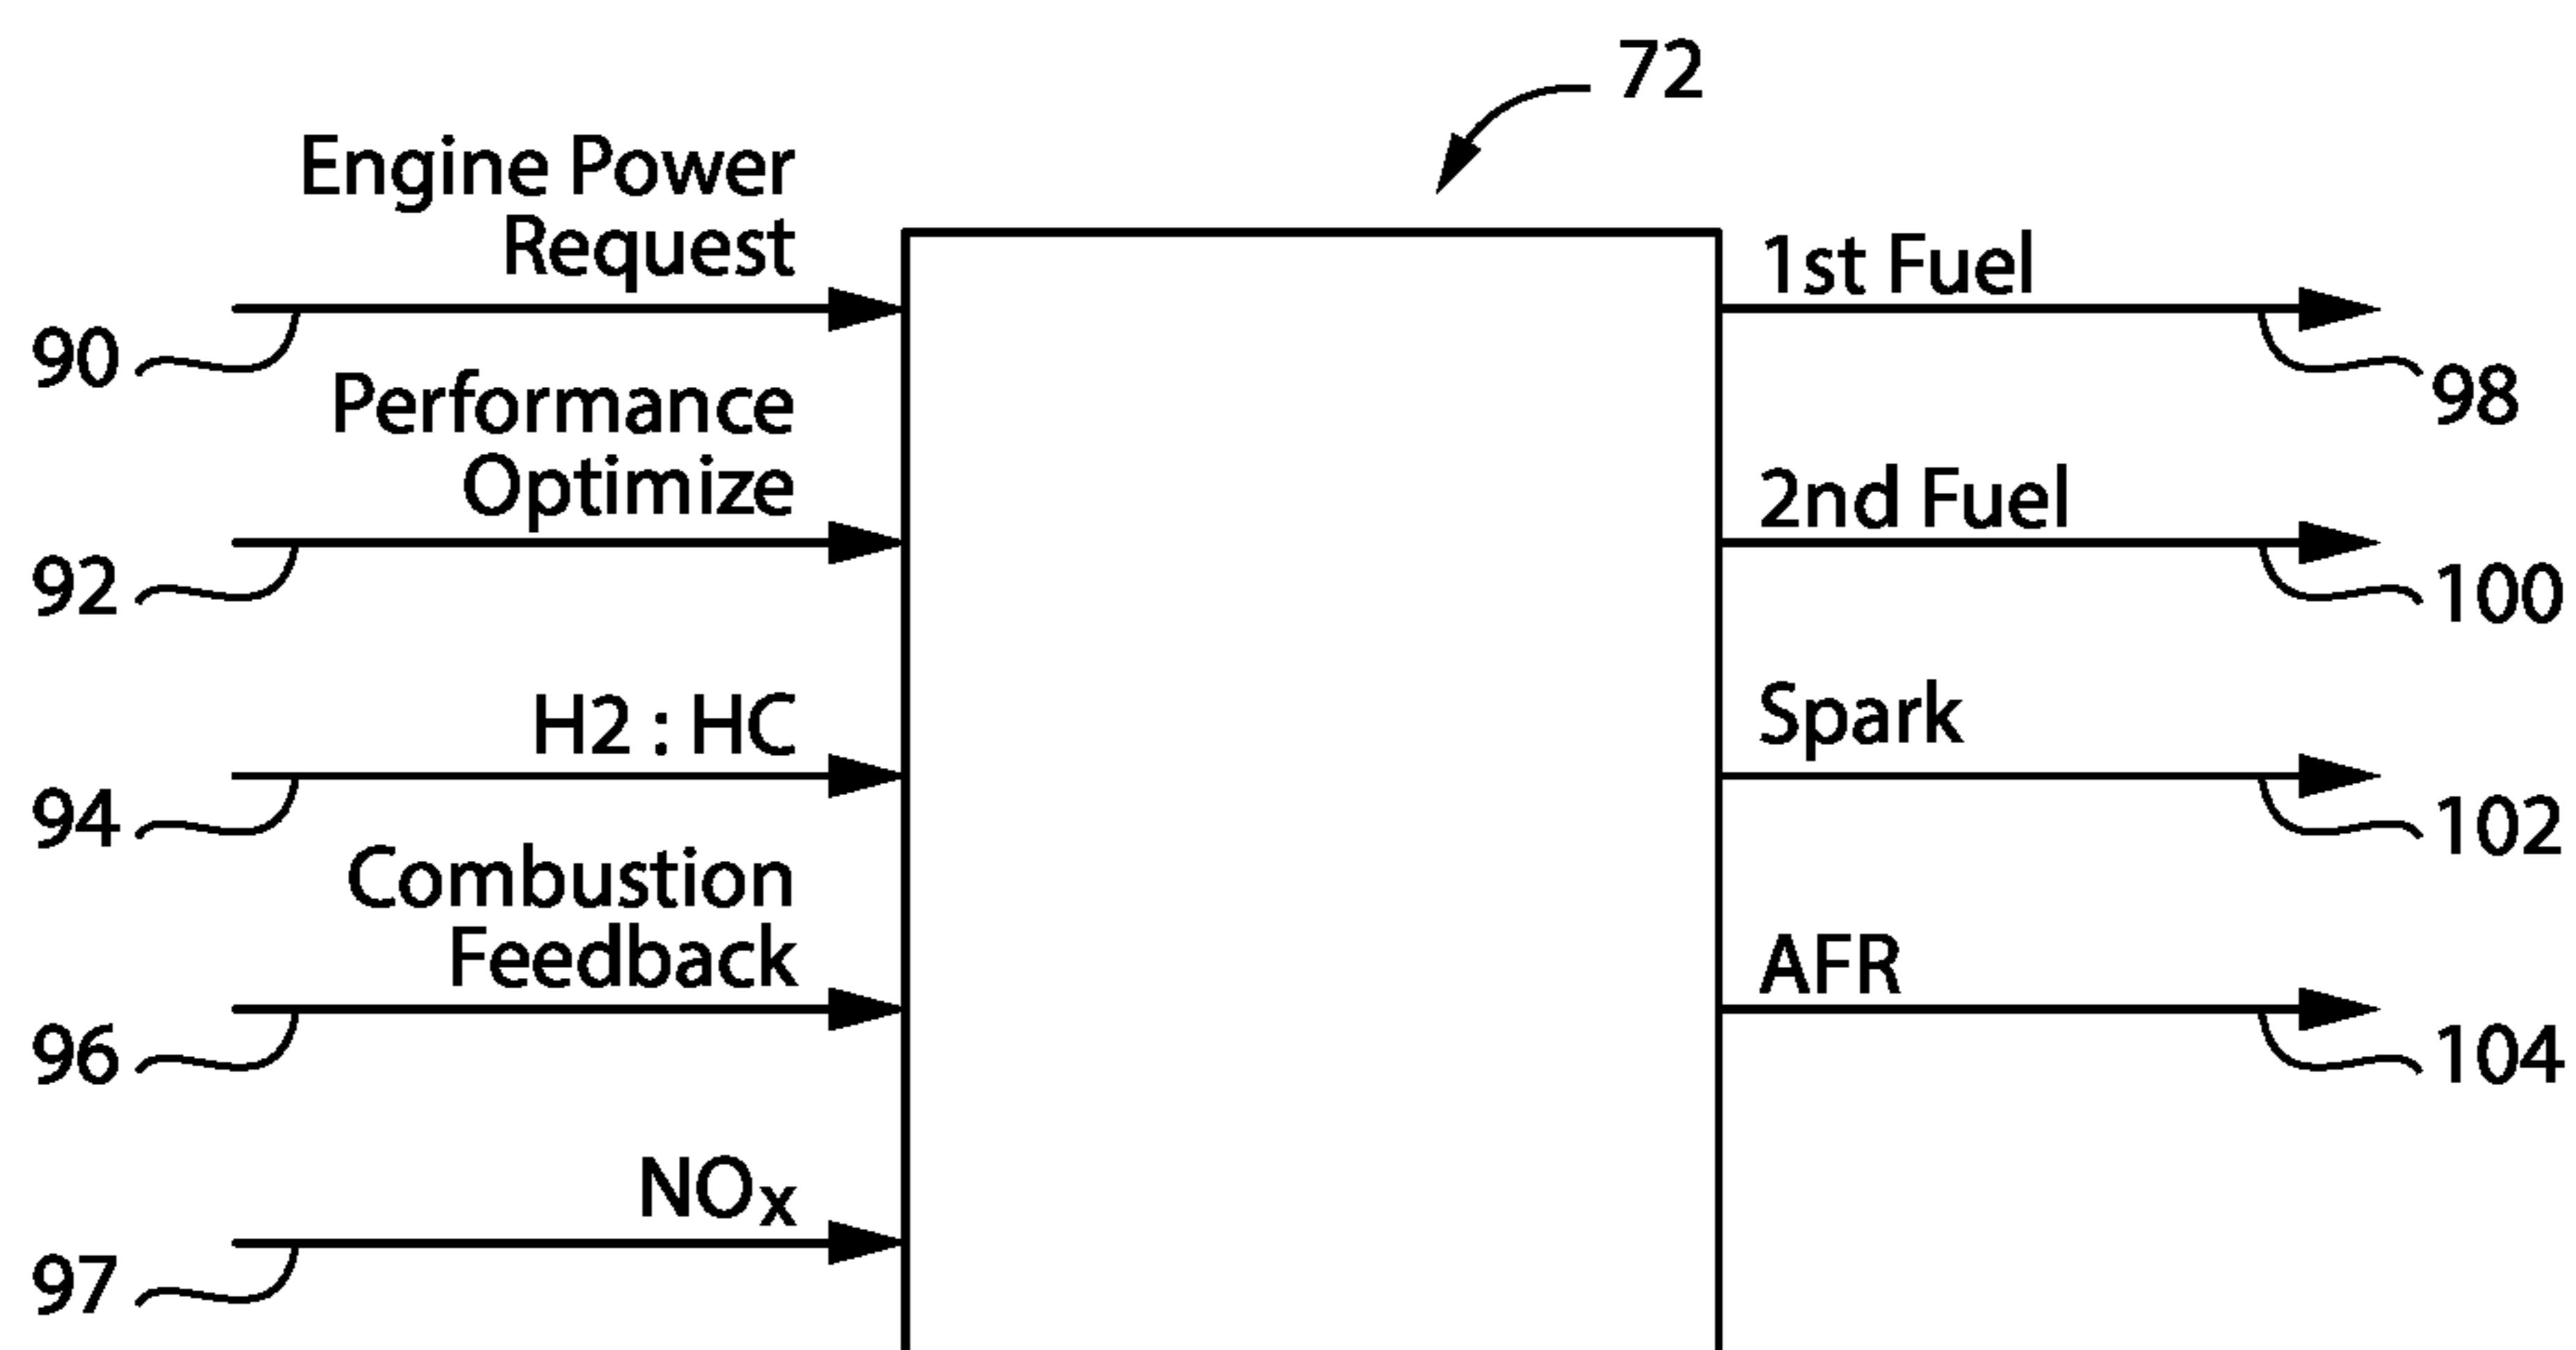 72
Engine Power
Request
1st Fuel
90
98
Performance
Optimize
2nd Fuel
92
100
H2 : HC
Spark
94
102
Combustion
Feedback
AFR
96
104
NOx
97